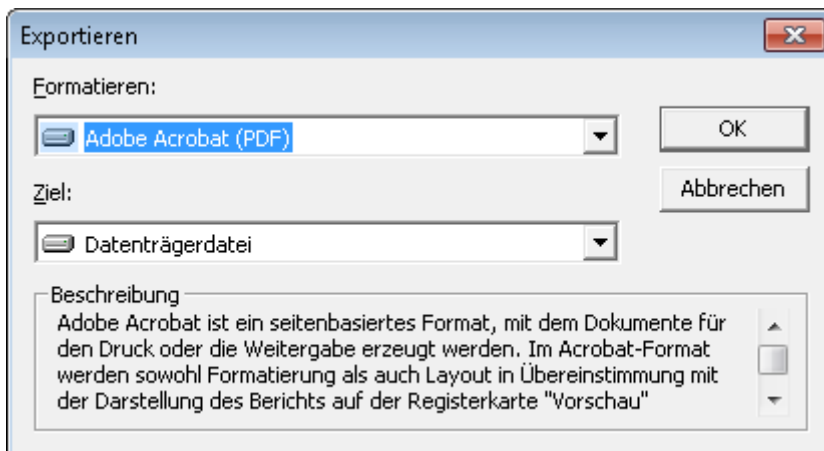 Exportieren
Formatieren:
Adobe Acrobat (PDF)
OK
Ziel:
Abbrechen
Datenträgerdatei
Beschreibung
Adobe Acrobat ist ein seitenbasiertes Format, mit dem Dokumente für
den Druck oder die Weitergabe erzeugt werden. Im Acrobat-Format
werden sowohl Formatierung als auch Layout in Übereinstimmung mit
der Darstellung des Berichts auf der Registerkarte "Vorschau"